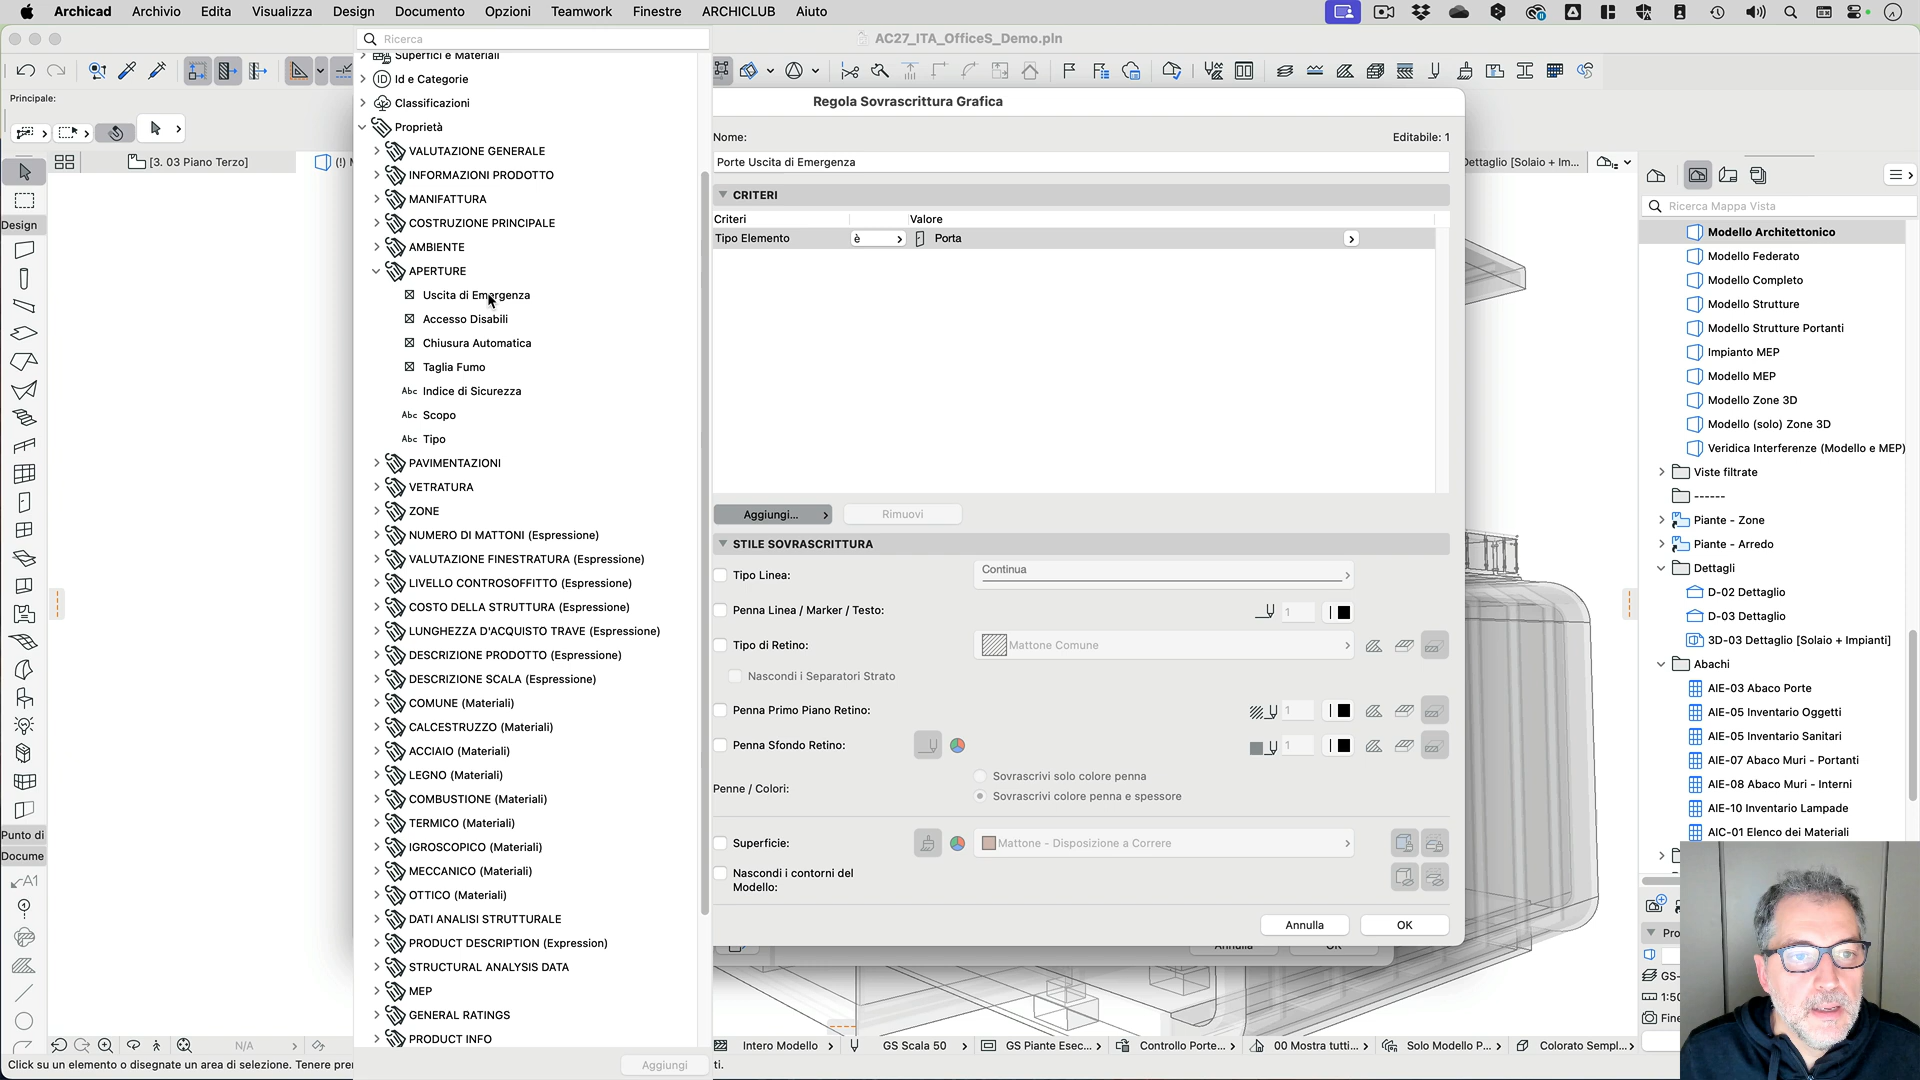 Archicad Archivio Edita Visualizza Design Documento Opzioni Teamwork Finestre ARCHICLUB Aiuto
AC27_ITA_OfficeS_Demo.pln
Ricerca
Principale:
[3. 03 Piano Terzo]
(!)
Design
Punto di
Docume
Superfici e Materiali
Id e Categorie
Classificazioni
Proprietà
VALUTAZIONE GENERALE
INFORMAZIONI PRODOTTO
MANIFATTURA
COSTRUZIONE PRINCIPALE
AMBIENTE
APERTURE
Uscita di Emergenza
Accesso Disabili
Chiusura Automatica
Taglia Fumo
Abc Indice di Sicurezza
Abc Scopo
Abc Tipo
PAVIMENTAZIONI
VETRATURA
ZONE
NUMERO DI MATTONI (Espressione)
VALUTAZIONE FINESTRATURA (Espressione)
LIVELLO CONTROSOFFITTO (Espressione)
COSTO DELLA STRUTTURA (Espressione)
LUNGHEZZA D'ACQUISTO TRAVE (Espressione)
DESCRIZIONE PRODOTTO (Espressione)
DESCRIZIONE SCALA (Espressione)
COMUNE (Materiali)
CALCESTRUZZO (Materiali)
ACCIAIO (Materiali)
LEGNO (Materiali)
COMBUSTIONE (Materiali)
TERMICO (Materiali)
IGROSCOPICO (Materiali)
MECCANICO (Materiali)
OTTICO (Materiali)
DATI ANALISI STRUTTURALE
PRODUCT DESCRIPTION (Expression)
STRUCTURAL ANALYSIS DATA
MEP
GENERAL RATINGS
PRODUCT INFO
Aggiungi
Regola Sovrascrittura Grafica
Nome: Editabile: 1
Porte Uscita di Emergenza
CRITERI
Criteri Valore
Tipo Elemento è Porta
Aggiungi... Rimuovi
STILE SOVRASCRITTURA
Tipo Linea: Continua
Penna Linea / Marker / Testo: 1
Tipo di Retino: Mattone Comune
Nascondi i Separatori Strato
Penna Primo Piano Retino: 1
Penna Sfondo Retino: 1
Penne / Colori:
Sovrascrivi solo colore penna
Sovrascrivi colore penna e spessore
Superficie: Mattone - Disposizione a Correre
Nascondi i contorni del
Modello:
Annulla OK
Annulla OK
Dettaglio [Solaio + Im...
Ricerca Mappa Vista
Modello Architettonico
Modello Federato
Modello Completo
Modello Strutture
Modello Strutture Portanti
Impianto MEP
Modello MEP
Modello Zone 3D
Modello (solo) Zone 3D
Veridica Interferenze (Modello e MEP)
Viste filtrate
------
Piante - Zone
Piante - Arredo
Dettagli
D-02 Dettaglio
D-03 Dettaglio
3D-03 Dettaglio [Solaio + Impianti]
Abachi
AIE-03 Abaco Porte
AIE-05 Inventario Oggetti
AIE-05 Inventario Sanitari
AIE-07 Abaco Muri - Portanti
AIE-08 Abaco Muri - Interni
AIE-10 Inventario Lampade
AIC-01 Elenco dei Materiali
Pro
GS-
1:50
Fine
N/A
Intero Modello GS Scala 50 GS Piante Esec... Controllo Porte... 00 Mostra tutti... Solo Modello P... Colorato Sempl...
Click su un elemento o disegnate un area di selezione. Tenere pre
ti.